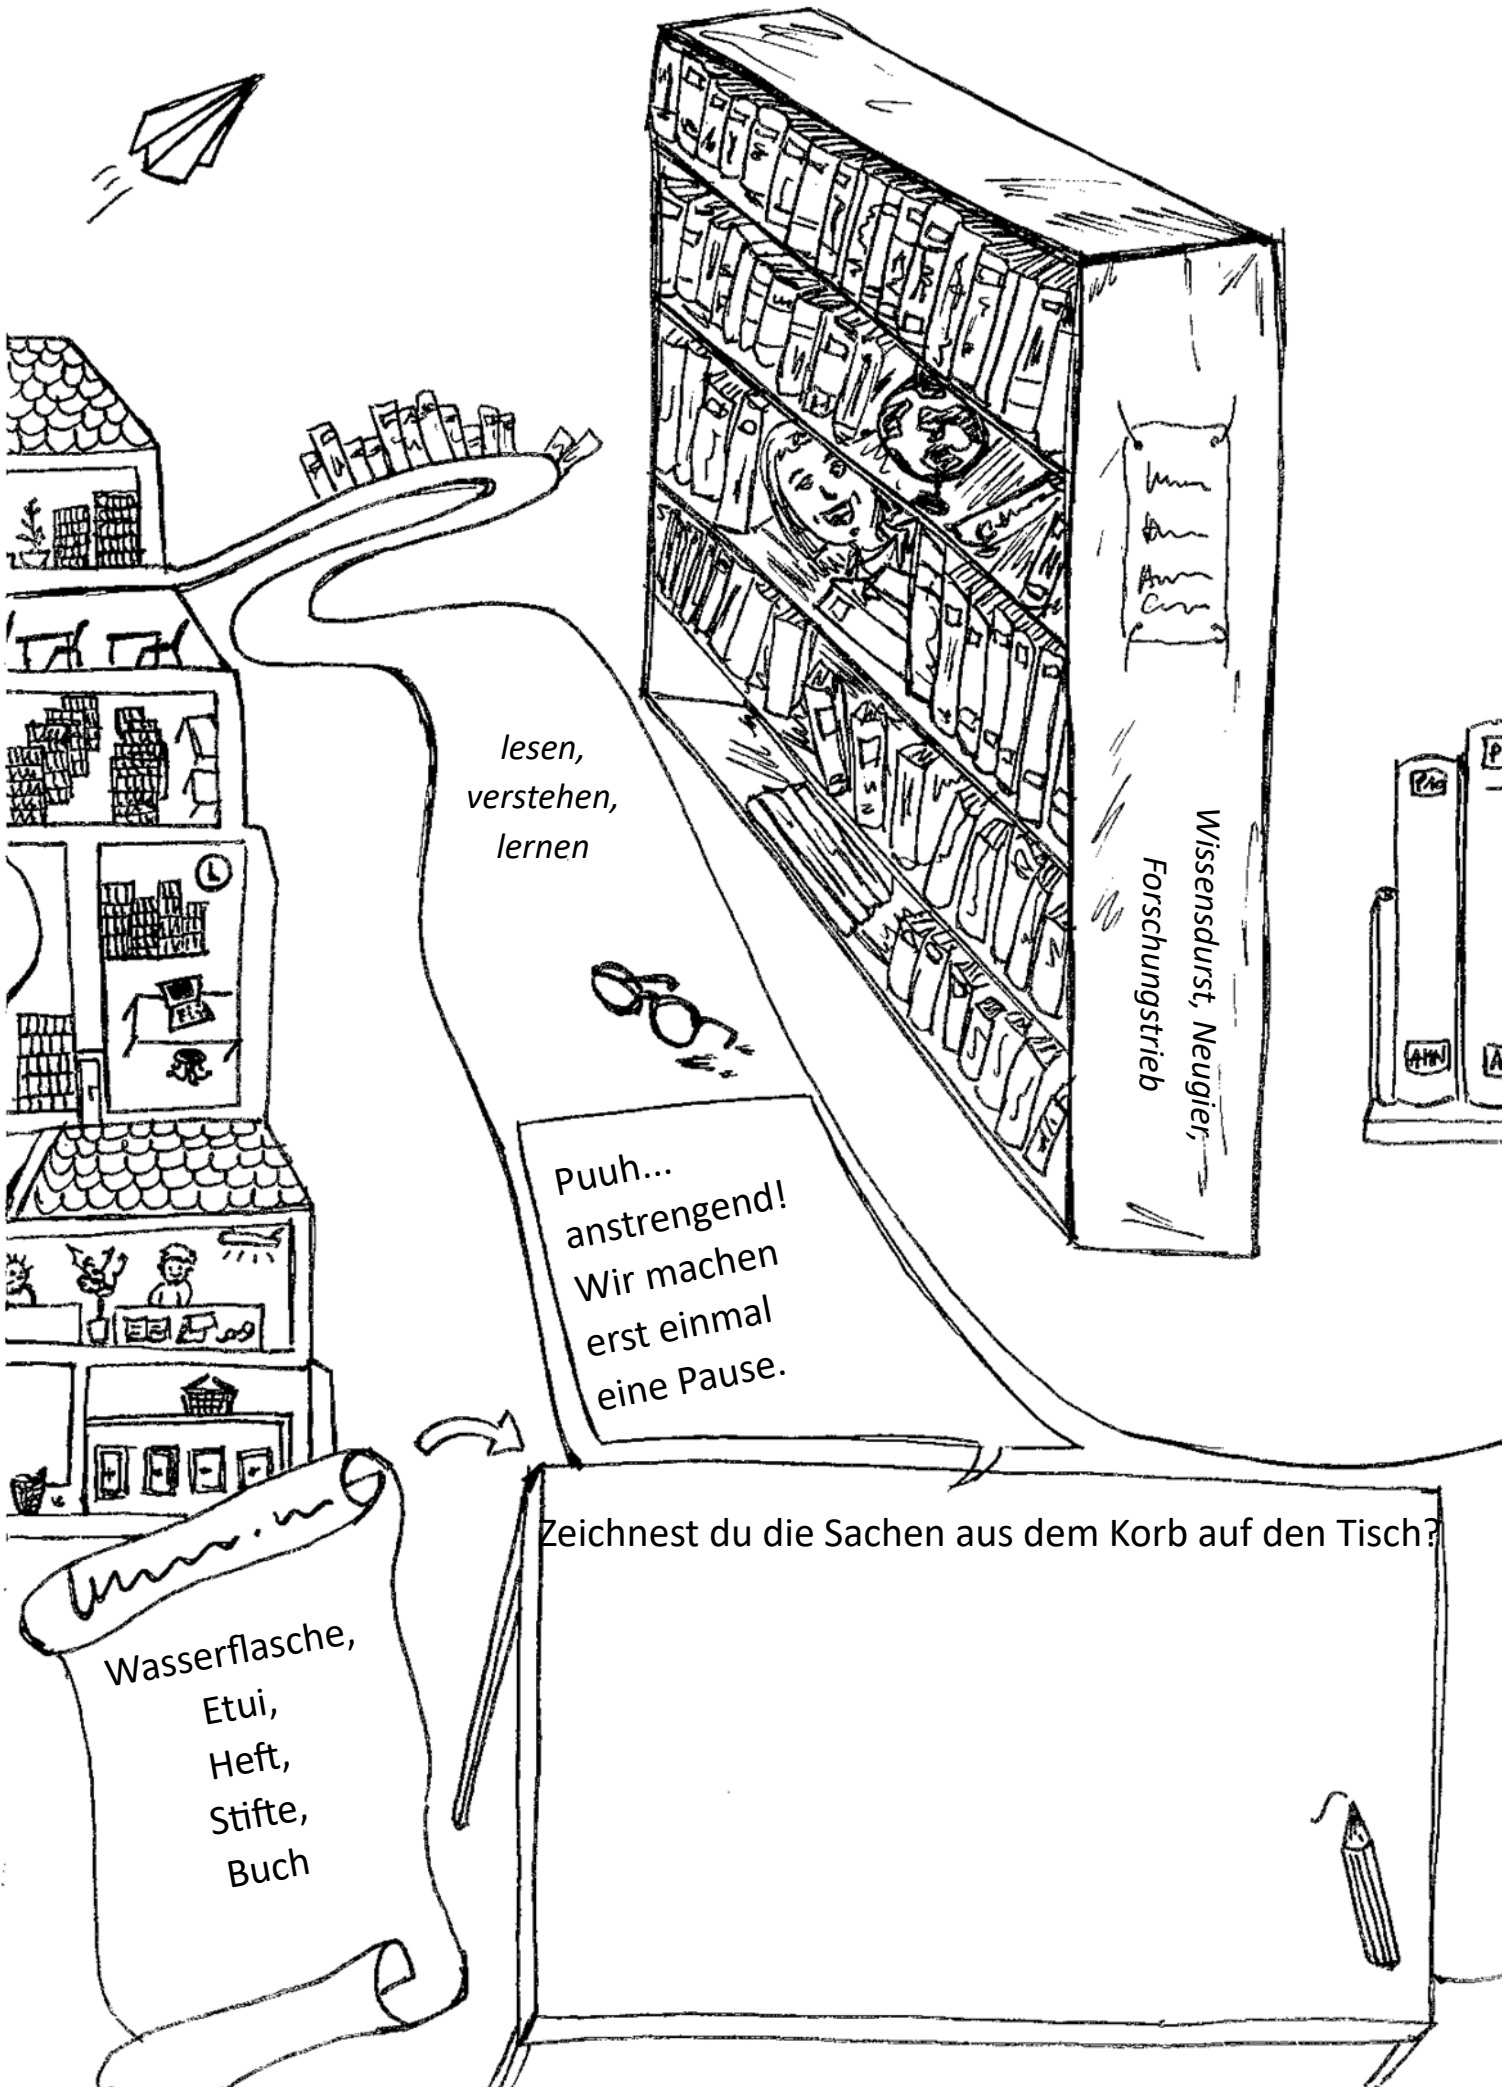 lesen,
verstehen,
lernen
Wissensdurst, Neugier,
Forschungstrieb
Puuh...
anstrengend!
Wir machen
erst einmal
eine Pause.
Zeichnest du die Sachen aus dem Korb auf den Tisch?
Wasserflasche,
Etui,
Heft,
Stifte,
Buch
AHN